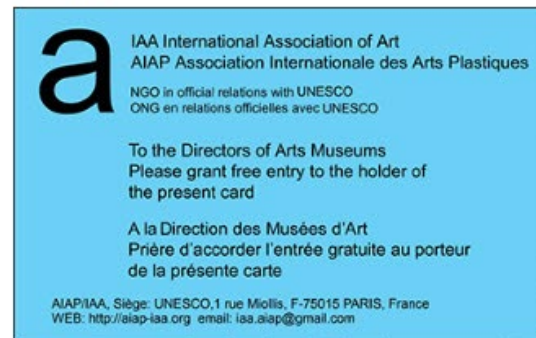 a
IAA International Association of Art
AIAP Association Internationale des Arts Plastiques
NGO in official relations with UNESCO
ONG en relations officielles avec UNESCO
To the Directors of Arts Museums
Please grant free entry to the holder of
the present card
A la Direction des Musées d'Art
Prière d'accorder l'entrée gratuite au porteur
de la présente carte
AIAP/IAA, Siège: UNESCO,1 rue Miollis, F-75015 PARIS, France
WEB: http://aiap-iaa.org email: iaa.aiap@gmail.com